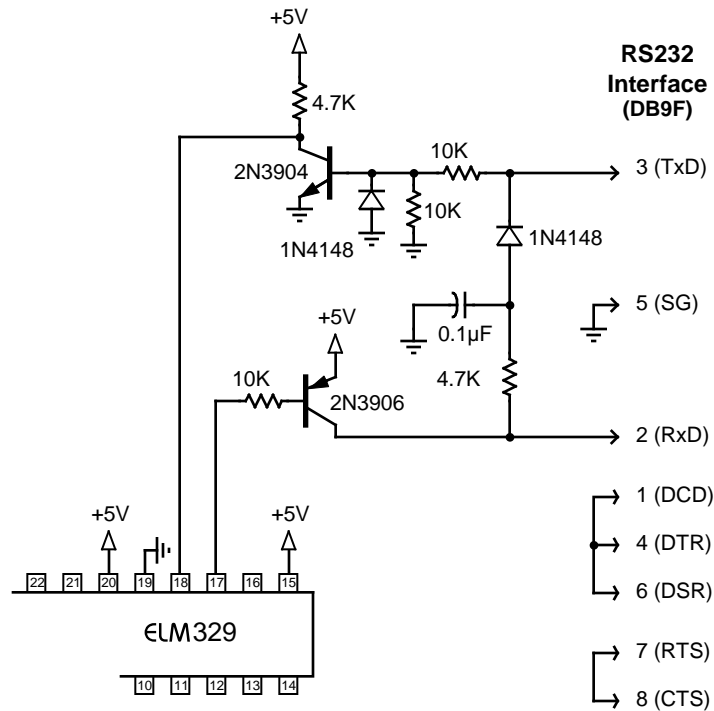 +5V
RS232
Interface
(DB9F)
4.7K
10K
3 (TxD)
2N3904
10K
1N4148
1N4148
5 (SG)
+5V
0.1µF
10K
4.7K
2N3906
2 (RxD)
1 (DCD)
+5V
+5V
4 (DTR)
22 21 20 19 18 17 16 15
6 (DSR)
ELM329
7 (RTS)
10 11 12 13 14
8 (CTS)